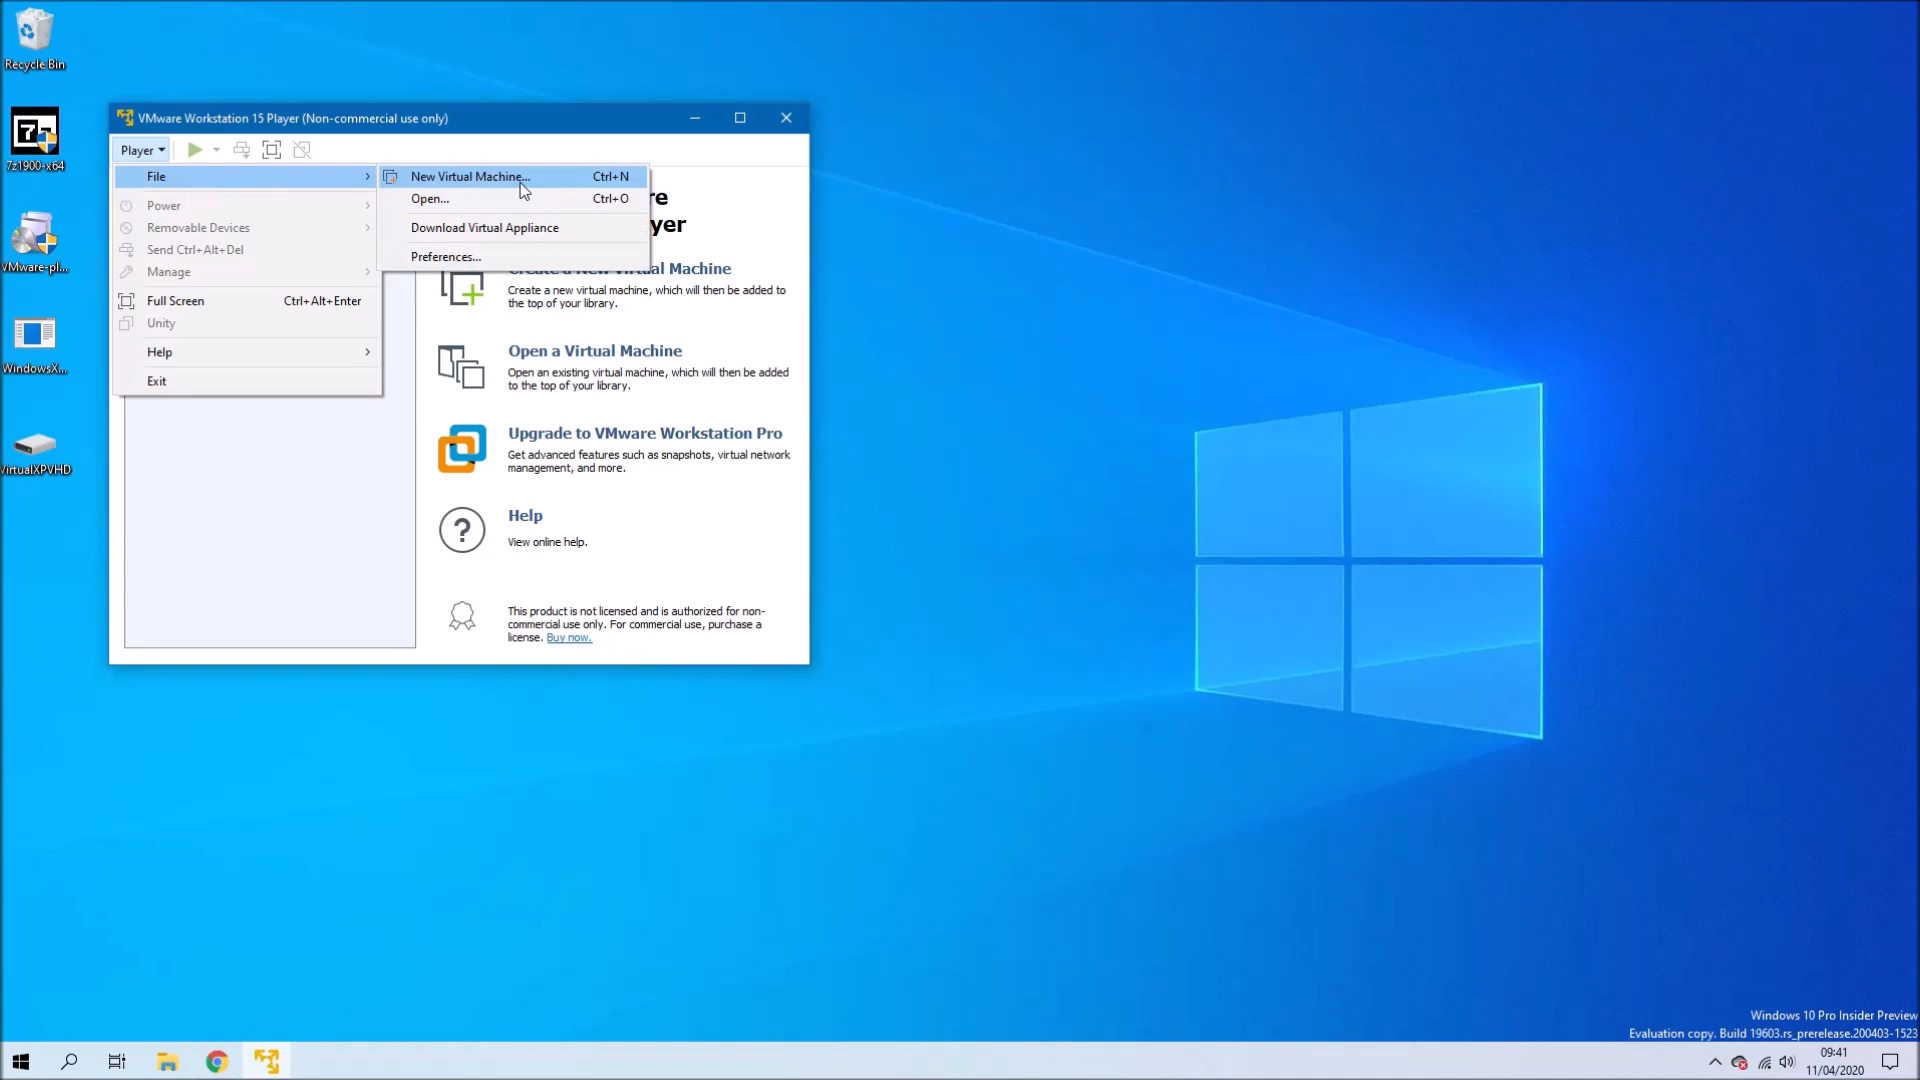 Recycle Bin
7z1900-x64
VMware-pl...
WindowsX...
VirtualXPVHD
VMware Workstation 15 Player (Non-commercial use only)
Player
File
Power
Removable Devices
Send Ctrl+Alt+Del
Manage
Full Screen Ctrl+Alt+Enter
Unity
Help
Exit
New Virtual Machine... Ctrl+N
Open... Ctrl+O
Download Virtual Appliance
Preferences...
re
yer
Create a New Virtual Machine
Create a new virtual machine, which will then be added
to the top of your library.
Open a Virtual Machine
Open an existing virtual machine, which will then be added
to the top of your library.
Upgrade to VMware Workstation Pro
Get advanced features such as snapshots, virtual network
management, and more.
Help
View online help.
This product is not licensed and is authorized for non-
commercial use only. For commercial use, purchase a
license. Buy now.
Windows 10 Pro Insider Preview
Evaluation copy. Build 19603.rs_prerelease.200403-1523
09:41
11/04/2020